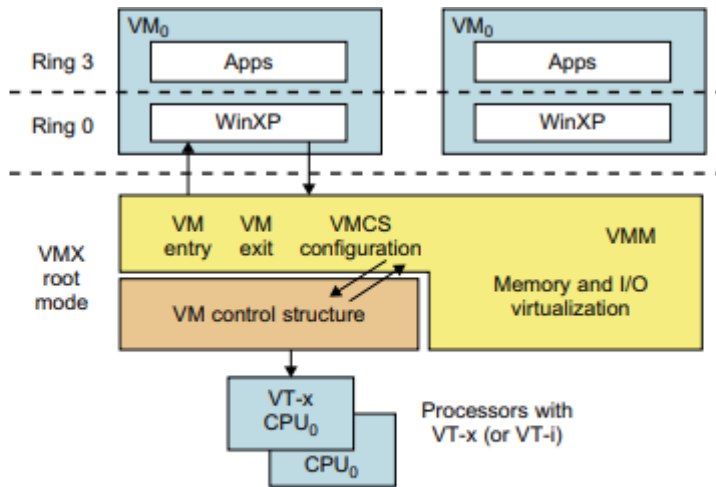 VM0
VM0
Ring 3
Apps
Apps
Ring 0
WinXP
WinXP
VMX
root
mode
VM
entry
VM
exit
VMCS
configuration
VMM
Memory and I/O
virtualization
VM control structure
VT-x
CPU0
CPU0
Processors with
VT-x (or VT-i)